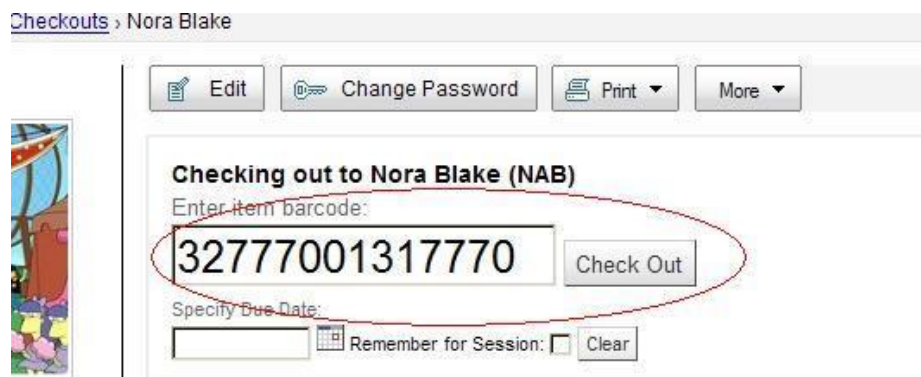 Checkouts › Nora Blake
Edit Change Password Print More
Checking out to Nora Blake (NAB)
Enter item barcode:
32777001317770 Check Out
Specify Due Date:
Remember for Session: Clear